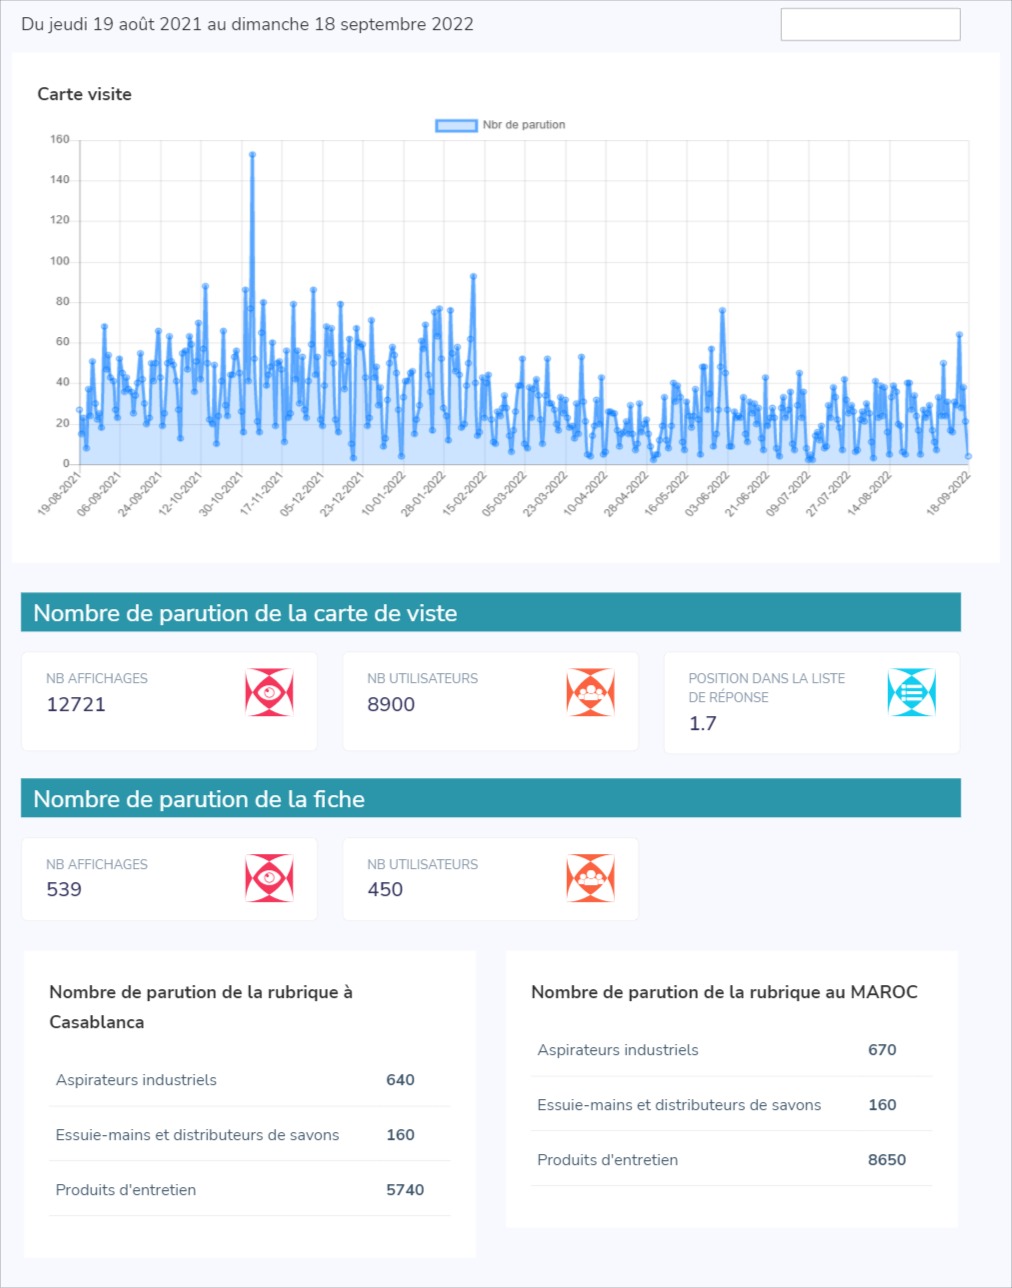 Du jeudi 19 août 2021 au dimanche 18 septembre 2022
Carte visite
Nbr de parution
160
140
120
100
80
60
40
20
0
19-08-2021
06-09-2021
24-09-2021
12-10-2021
30-10-2021
17-11-2021
05-12-2021
23-12-2021
10-01-2022
28-01-2022
15-02-2022
05-03-2022
23-03-2022
10-04-2022
28-04-2022
16-05-2022
03-06-2022
21-06-2022
09-07-2022
27-07-2022
14-08-2022
18-09-2022
Nombre de parution de la carte de viste
NB AFFICHAGES
12721
NB UTILISATEURS
8900
POSITION DANS LA LISTE
DE RÉPONSE
1.7
Nombre de parution de la fiche
NB AFFICHAGES
539
NB UTILISATEURS
450
Nombre de parution de la rubrique à
Casablanca
Aspirateurs industriels 640
Essuie-mains et distributeurs de savons 160
Produits d'entretien 5740
Nombre de parution de la rubrique au MAROC
Aspirateurs industriels 670
Essuie-mains et distributeurs de savons 160
Produits d'entretien 8650